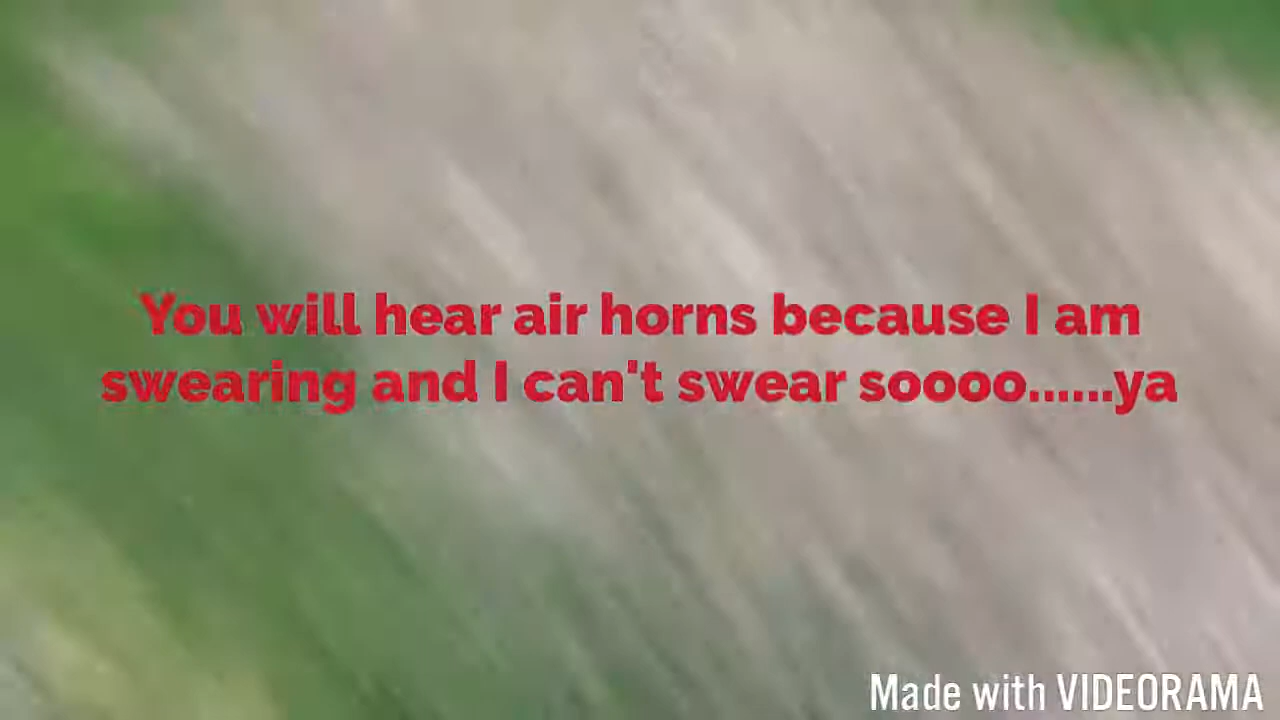 You will hear air horns because I am
swearing and I can't swear soooo......ya
Made with VIDEORAMA